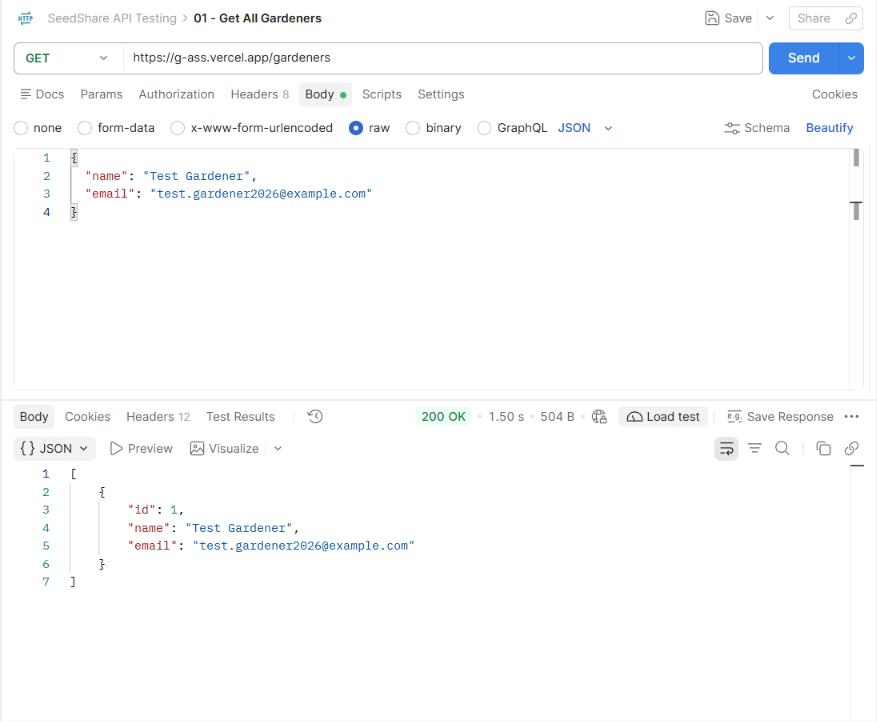 HTTP SeedShare API Testing > 01 - Get All Gardeners Save Share
GET https://g-ass.vercel.app/gardeners Send
Docs Params Authorization Headers 8 Body Scripts Settings Cookies
none form-data x-www-form-urlencoded raw binary GraphQL JSON Schema Beautify
1 {
2 "name": "Test Gardener",
3 "email": "test.gardener2026@example.com"
4 }
Body Cookies Headers 12 Test Results 200 OK • 1.50 s • 504 B • Load test e.g. Save Response •••
{} JSON Preview Visualize
1 [
2 {
3 "id": 1,
4 "name": "Test Gardener",
5 "email": "test.gardener2026@example.com"
6 }
7 ]